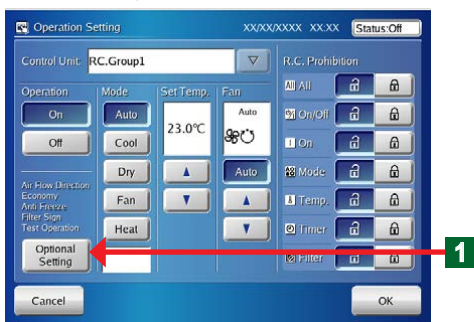 Operation Setting
XX/XX/XXXX XX:XX
Status:Off
Control Unit:
RC.Group1
Operation
On
Off
Air Flow Direction
Economy
Anti Freeze
Filter Sign
Test Operation
Optional
Setting
Mode
Auto
Cool
Dry
Fan
Heat
Set Temp.
23.0℃
Fan
Auto
Auto
R.C. Prohibition
All All
On/Off
On
Mode
Temp.
Timer
Filter
1
Cancel
OK